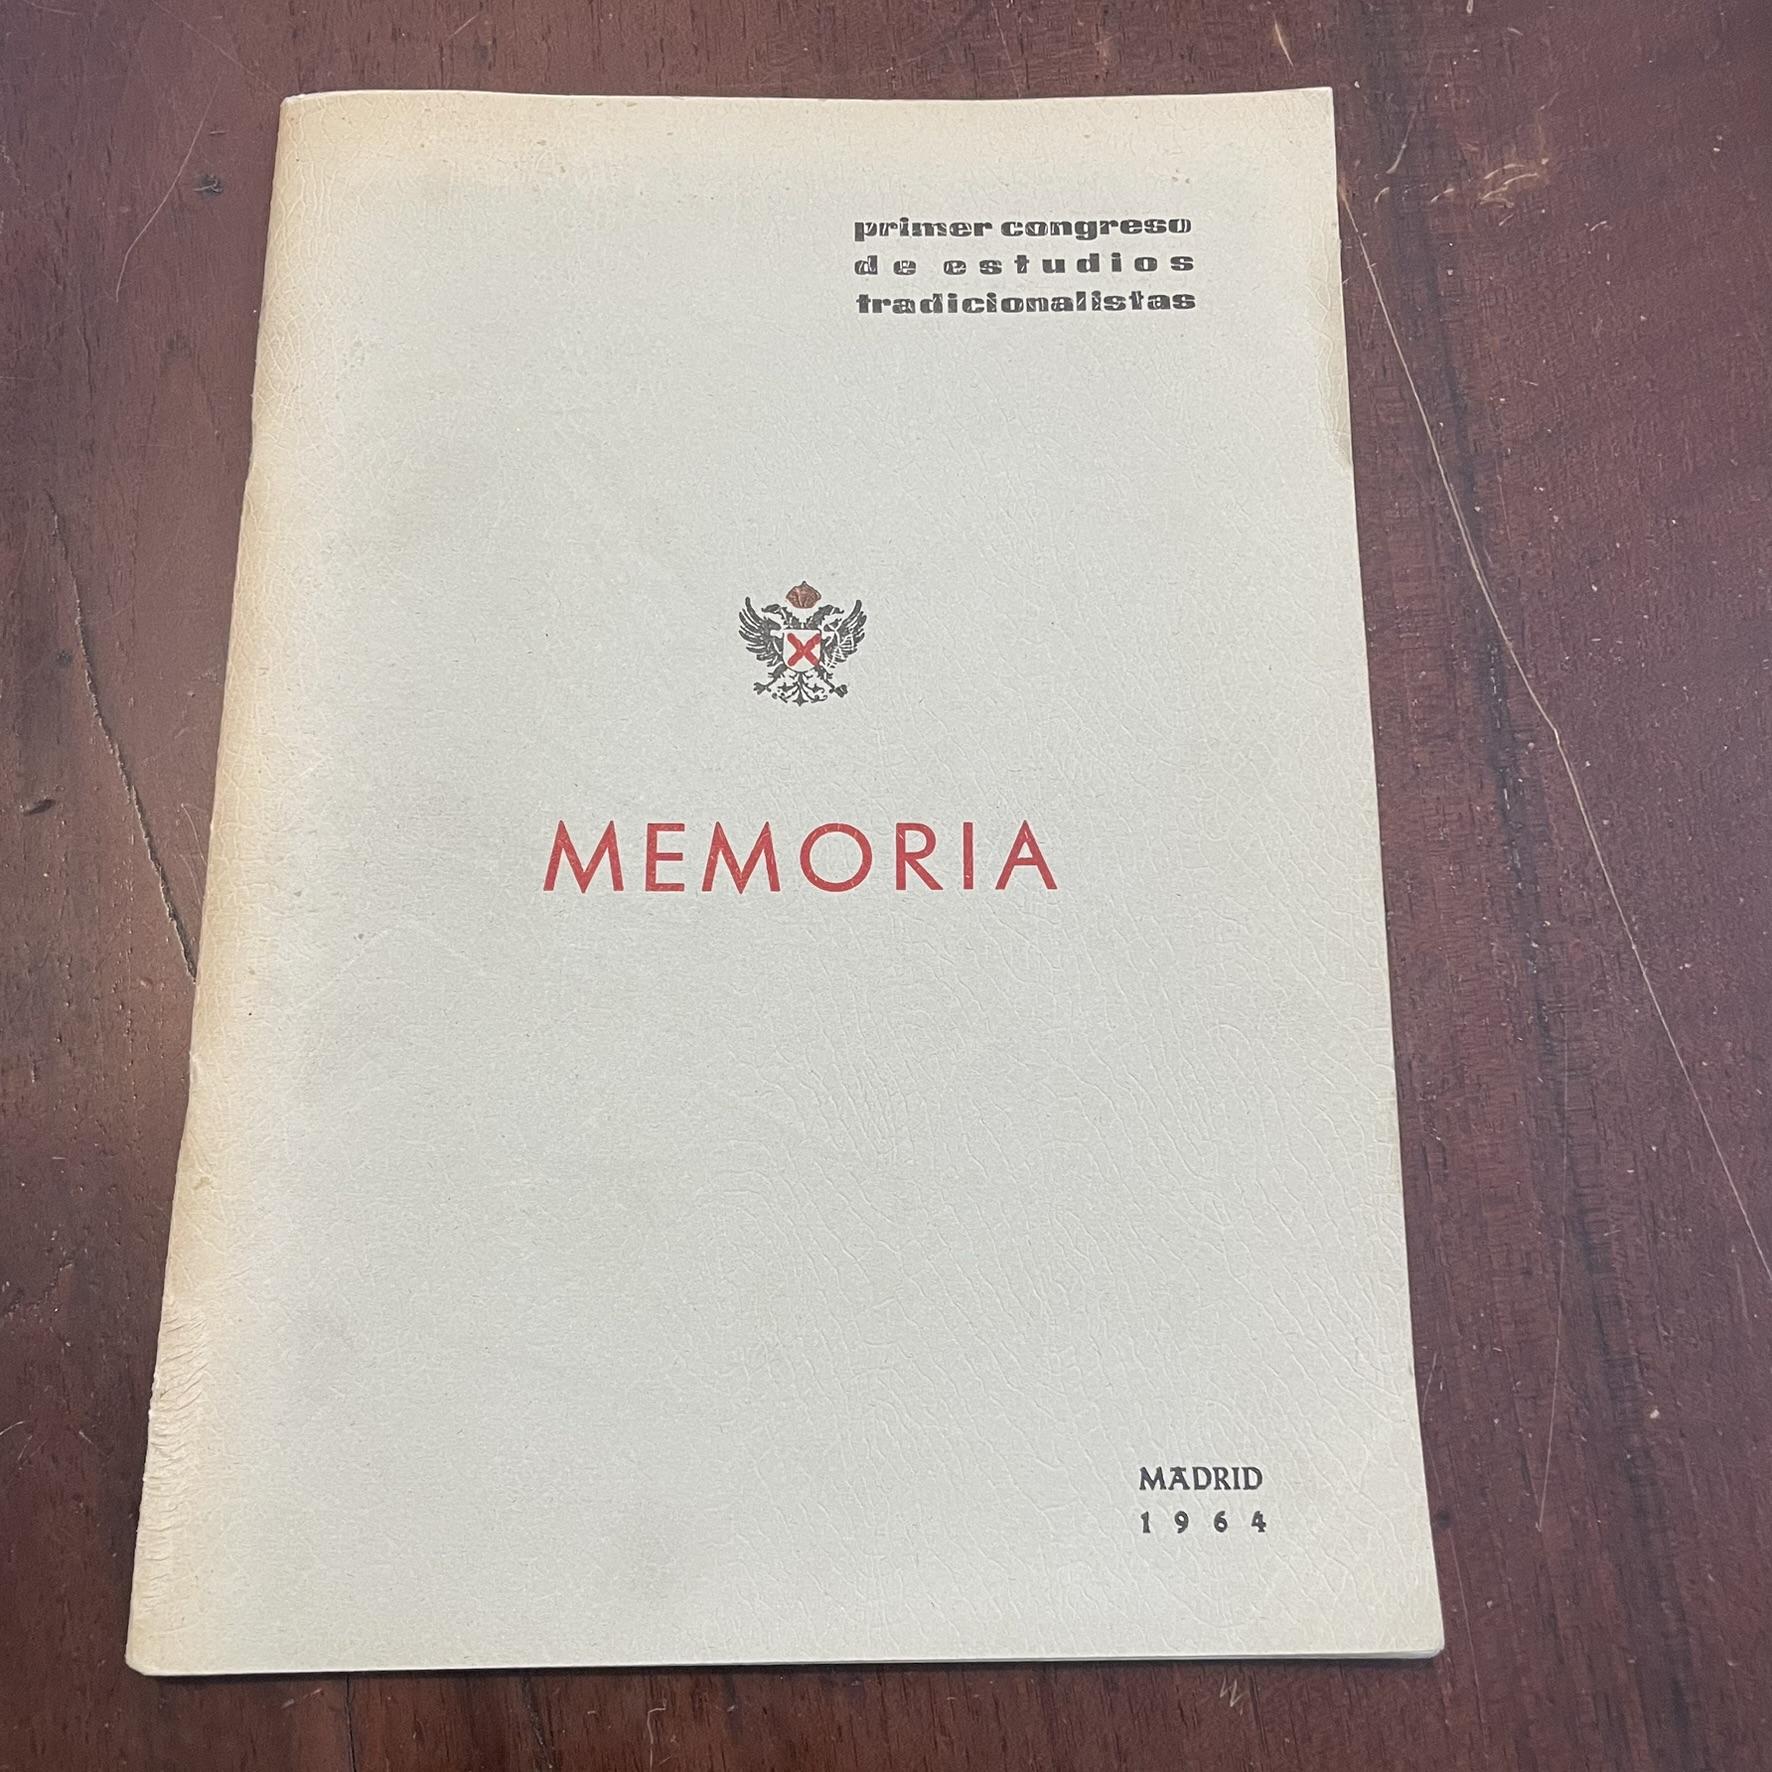 primer congreso
de estudios
tradicionalistas
MEMORIA
MADRID
1964